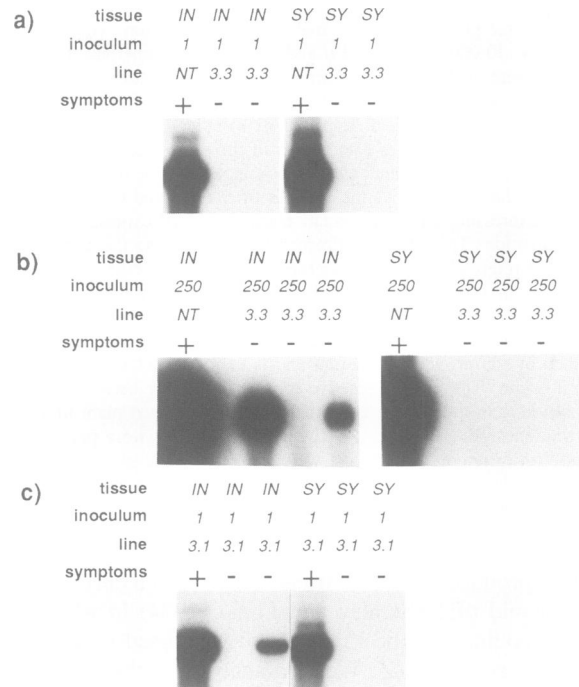 a)
tissue IN IN IN SY SY SY
inoculum 1 1 1 1 1 1
line NT 3.3 3.3 NT 3.3 3.3
symptoms + - - + - -
b)
tissue IN IN IN IN SY SY SY SY
inoculum 250 250 250 250 250 250 250 250
line NT 3.3 3.3 3.3 NT 3.3 3.3 3.3
symptoms + - - - + - - -
c)
tissue IN IN IN SY SY SY
inoculum 1 1 1 1 1 1
line 3.1 3.1 3.1 3.1 3.1 3.1
symptoms + - - + - -